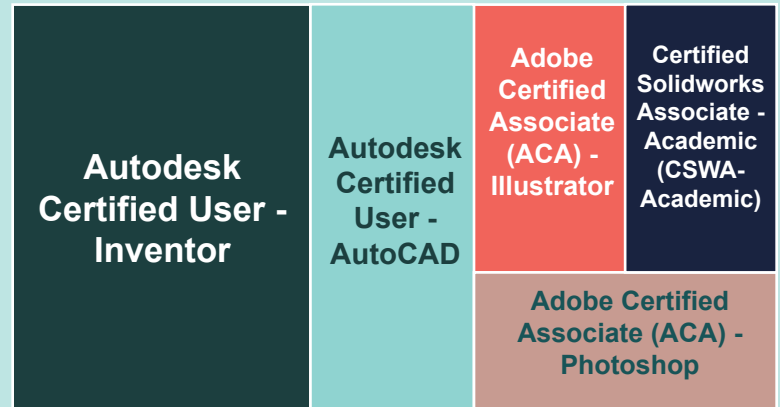 Autodesk
Certified User -
Inventor
Autodesk
Certified
User -
AutoCAD
Adobe
Certified
Associate
(ACA) -
Illustrator
Certified
Solidworks
Associate -
Academic
(CSWA-
Academic)
Adobe Certified
Associate (ACA) -
Photoshop